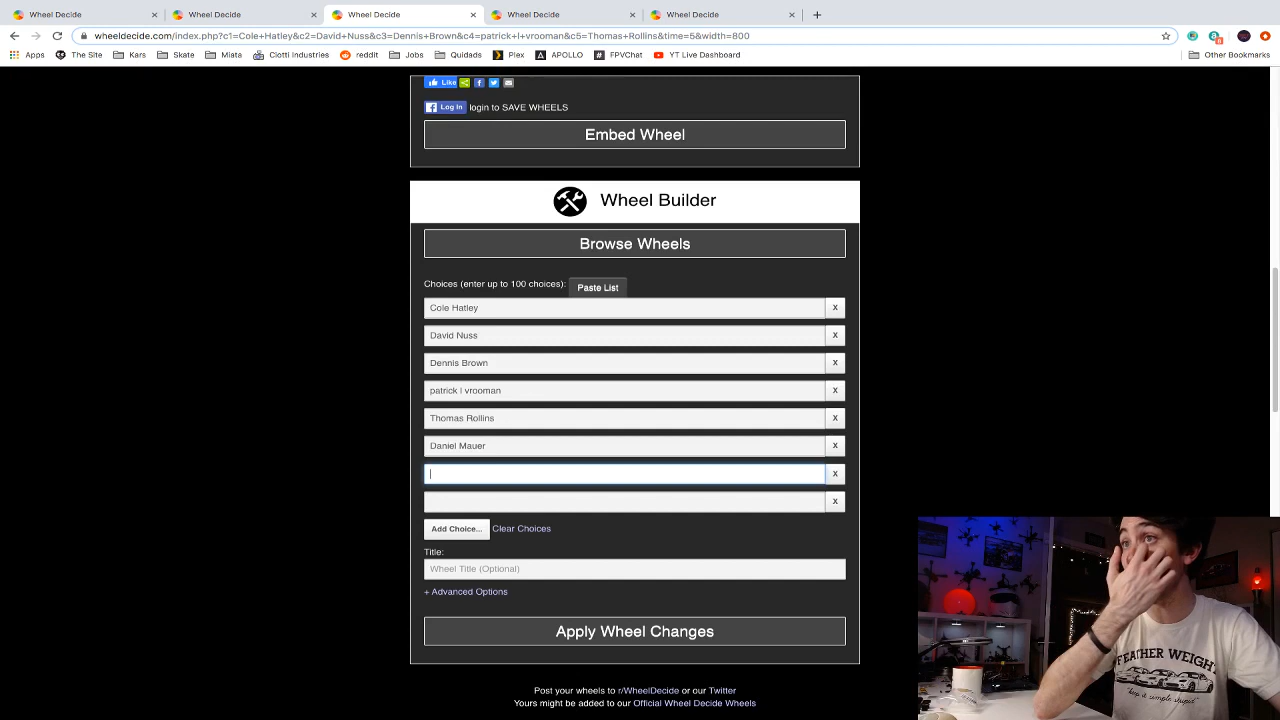 Wheel Decide
Wheel Decide
Wheel Decide
Wheel Decide
Wheel Decide
wheeldecide.com/index.php?c1=Cole+Hatley&c2=David+Nuss&c3=Dennis+Brown&c4=patrick+l+vrooman&c5=Thomas+Rollins&time=5&width=800
Apps The Site Kars Skate Miata Ciotti Industries reddit Jobs Quidads Plex APOLLO FPVChat YT Live Dashboard Other Bookmarks
Like
Log In login to SAVE WHEELS
Embed Wheel
Wheel Builder
Browse Wheels
Choices (enter up to 100 choices): Paste List
Cole Hatley X
David Nuss X
Dennis Brown X
patrick l vrooman X
Thomas Rollins X
Daniel Mauer X
X
X
Add Choice... Clear Choices
Title:
Wheel Title (Optional)
+ Advanced Options
Apply Wheel Changes
Post your wheels to r/WheelDecide or our Twitter
Yours might be added to our Official Wheel Decide Wheels
FEATHER WEIGHT
"keep it simple stupid"